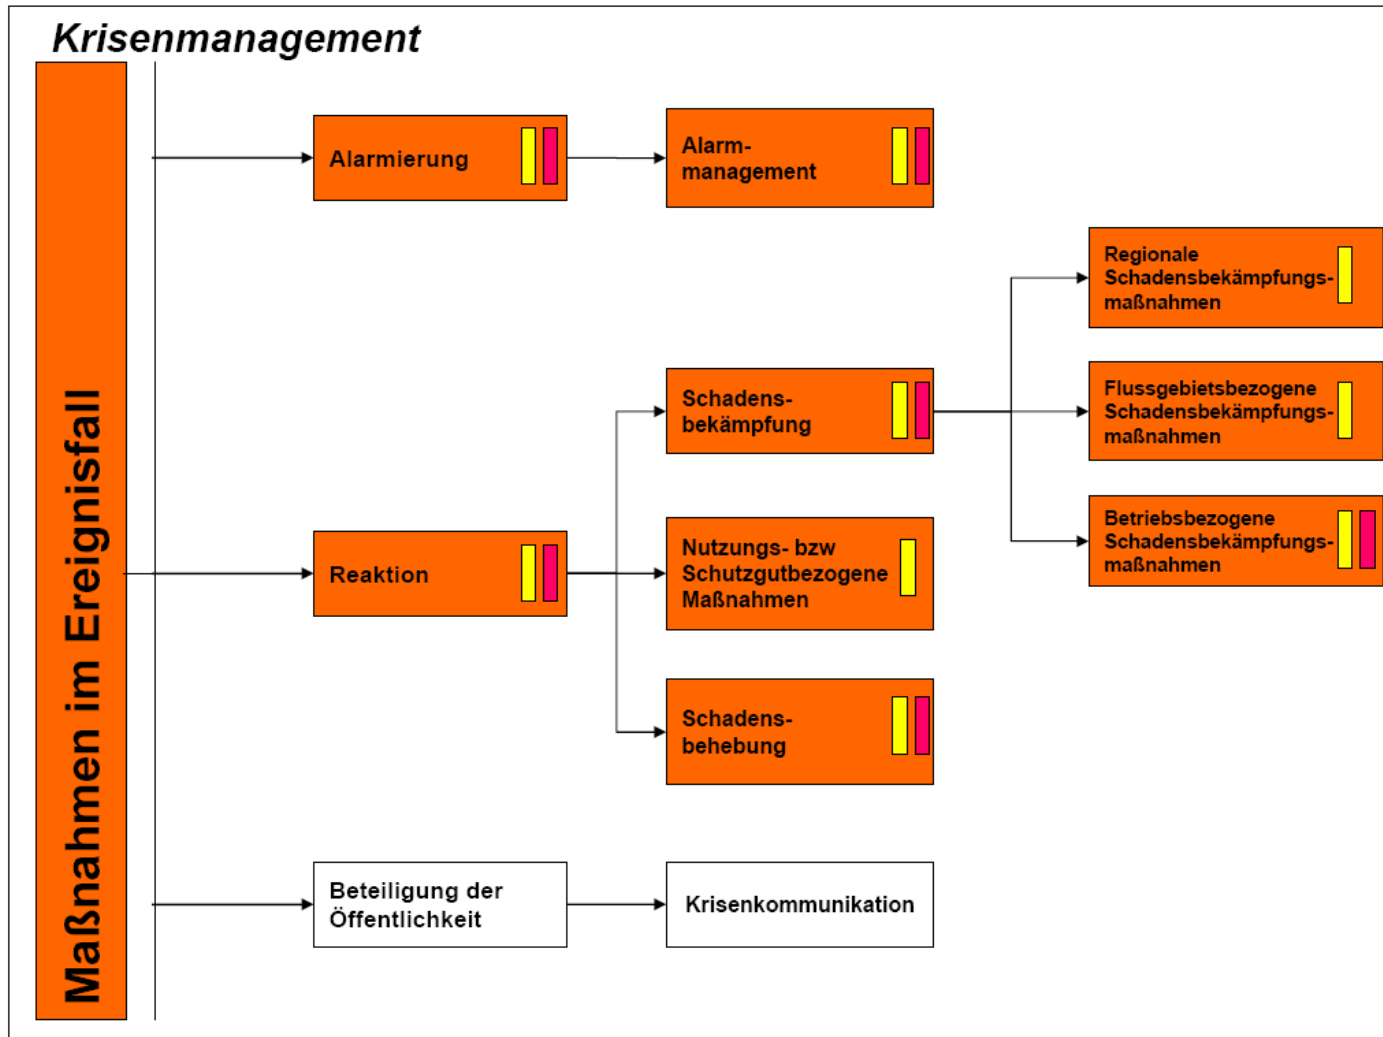 Krisenmanagement
Maßnahmen im Ereignisfall
Alarmierung
Alarm-
management
Reaktion
Schadens-
bekämpfung
Regionale
Schadensbekämpfungs-
maßnahmen
Flussgebietsbezogene
Schadensbekämpfungs-
maßnahmen
Betriebsbezogene
Schadensbekämpfungs-
maßnahmen
Nutzungs- bzw
Schutzgutbezogene
Maßnahmen
Schadens-
behebung
Beteiligung der
Öffentlichkeit
Krisenkommunikation